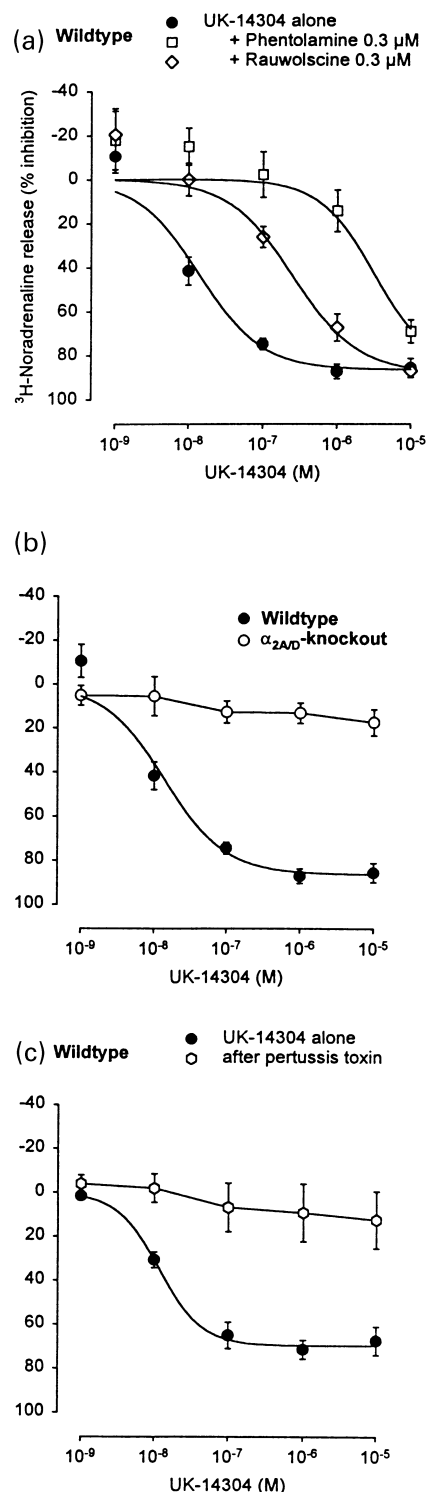 (a) Wildtype
UK-14304 alone
+ Phentolamine 0.3 µM
+ Rauwolscine 0.3 µM
³H-Noradrenaline release (% inhibition)
-40
-20
0
20
40
60
80
100
10⁻⁹ 10⁻⁸ 10⁻⁷ 10⁻⁶ 10⁻⁵
UK-14304 (M)
(b)
Wildtype
α2A/D-knockout
-40
-20
0
20
40
60
80
100
10⁻⁹ 10⁻⁸ 10⁻⁷ 10⁻⁶ 10⁻⁵
UK-14304 (M)
(c) Wildtype
UK-14304 alone
after pertussis toxin
-40
-20
0
20
40
60
80
100
10⁻⁹ 10⁻⁸ 10⁻⁷ 10⁻⁶ 10⁻⁵
UK-14304 (M)